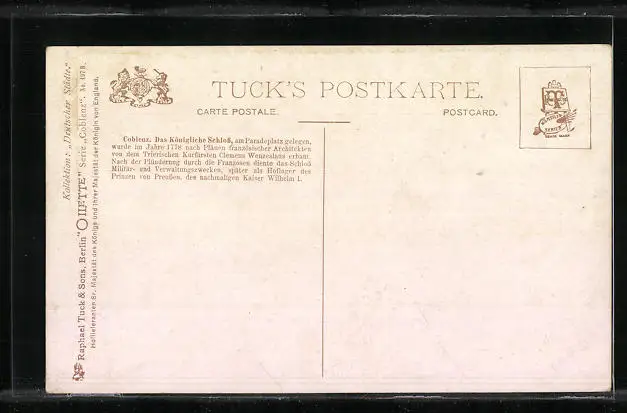 Kollektion: „Deutscher Städte."
Raphael Tuck & Sons, Berlin "OILETTE" Serie „Coblenz"
Hoflieferanten Sr. Majestät des Königs und Ihrer Majestät der Königin von England.
TUCK'S POSTKARTE.
CARTE POSTALE.
POSTCARD.
Coblenz. Das Königliche Schloß, am Paradeplatz gelegen,
wurde im Jahre 1778 nach Plänen französischer Architekten
von dem Trierischen Kurfürsten Clemens Wenzeslaus erbaut.
Nach der Plünderung durch die Franzosen diente das Schloß
Militär- und Verwaltungszwecken, später als Hoflager des
Prinzen von Preußen, des nachmaligen Kaiser Wilhelm I.
TRADE MARK